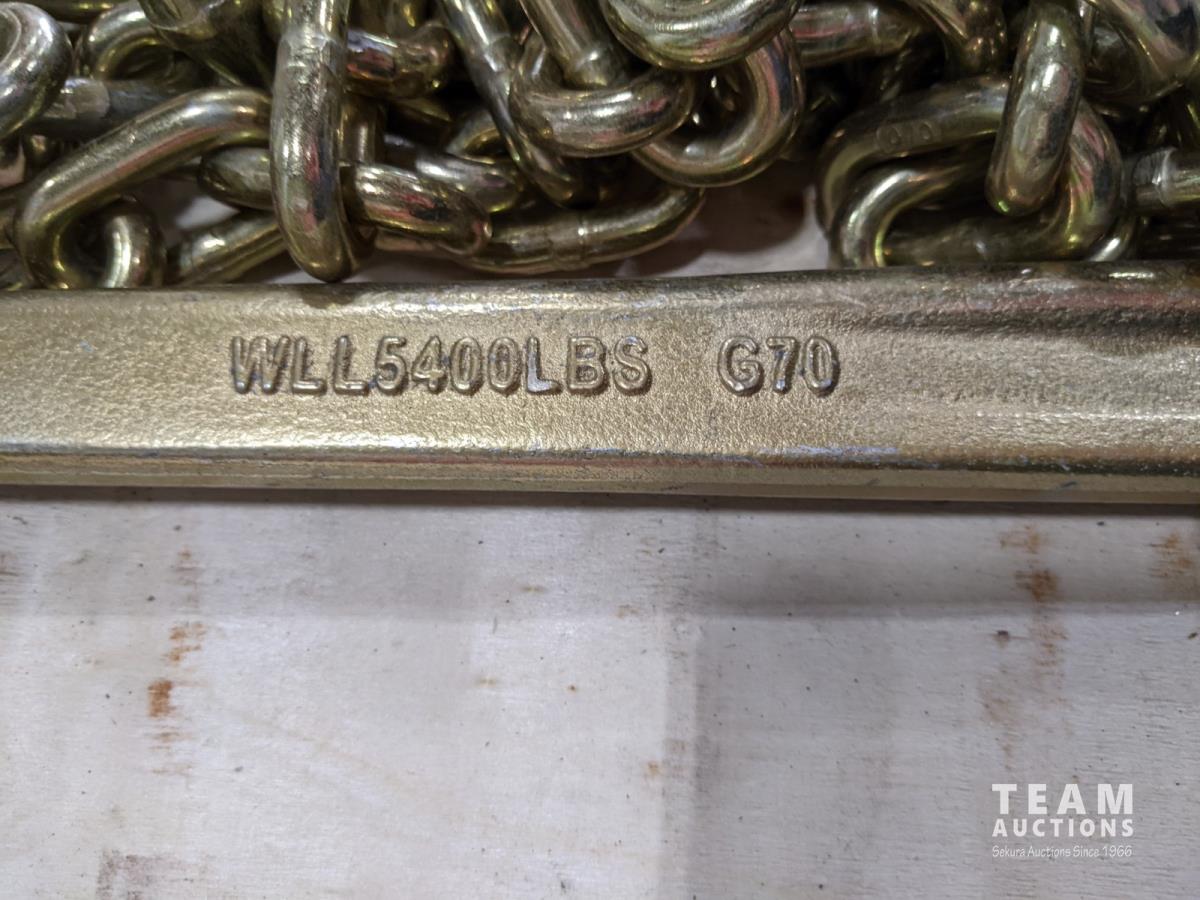 WLL5400LBS G70
TEAM
AUCTIONS
Sekura Auctions Since 1966